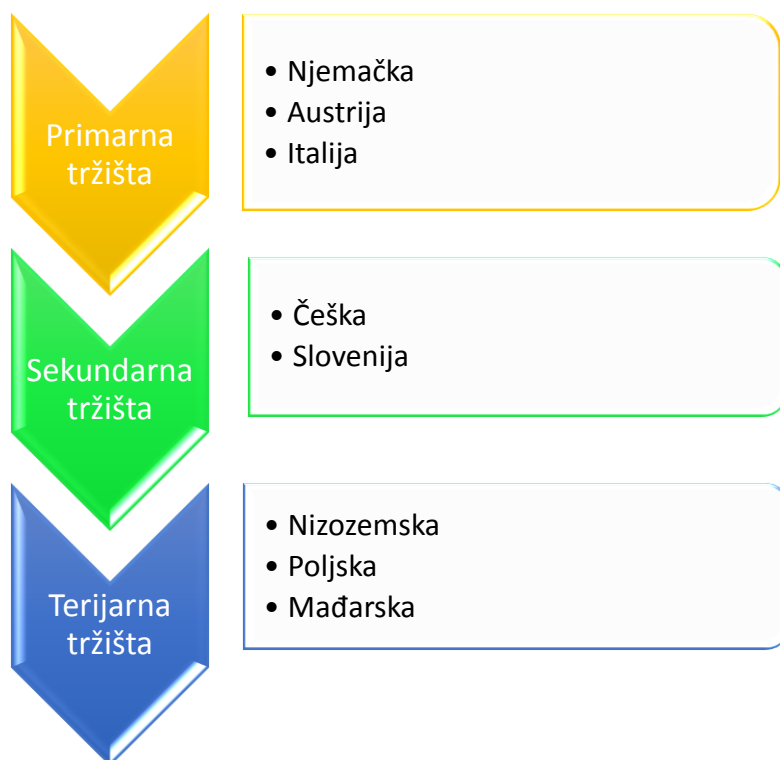 Primarna
tržišta
• Njemačka
• Austrija
• Italija
Sekundarna
tržišta
• Češka
• Slovenija
Terijarna
tržišta
• Nizozemska
• Poljska
• Mađarska